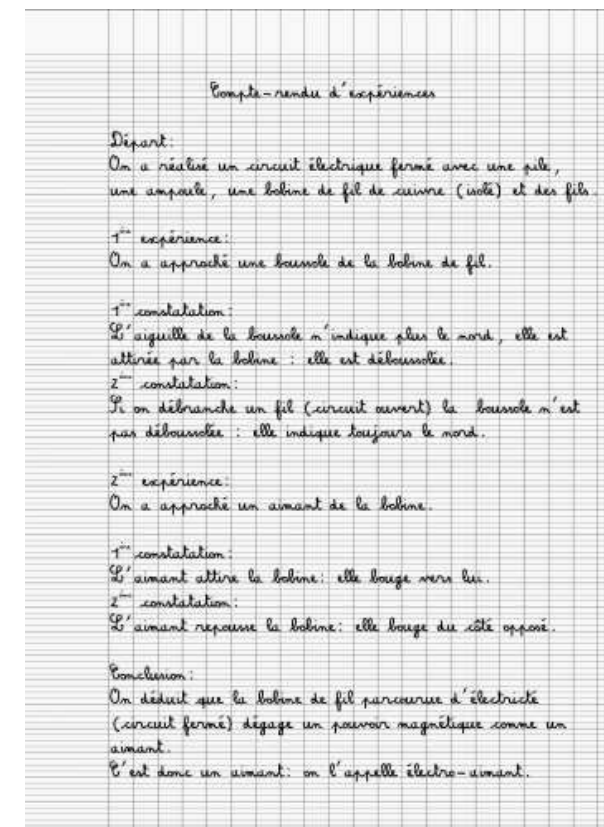 Compte-rendu d'expériences
Départ:
On a réalisé un circuit électrique fermé avec une pile,
une ampoule, une bobine de fil de cuivre (isolé) et des fils.
1ère expérience:
On a approché une boussole de la bobine de fil.
1ère constatation:
L'aiguille de la boussole n'indique plus le nord, elle est
attirée par la bobine : elle est déboussolée.
2ème constatation:
Si on débranche un fil (circuit ouvert) la boussole n'est
pas déboussolée : elle indique toujours le nord.
2ème expérience:
On a approché un aimant de la bobine.
1ère constatation:
L'aimant attire la bobine: elle bouge vers lui.
2ème constatation:
L'aimant repousse la bobine: elle bouge du côté opposé.
Conclusion:
On déduit que la bobine de fil parcourue d'électricté
(circuit fermé) dégage un pouvoir magnétique comme un
aimant.
C'est donc un aimant: on l'appelle électro-aimant.